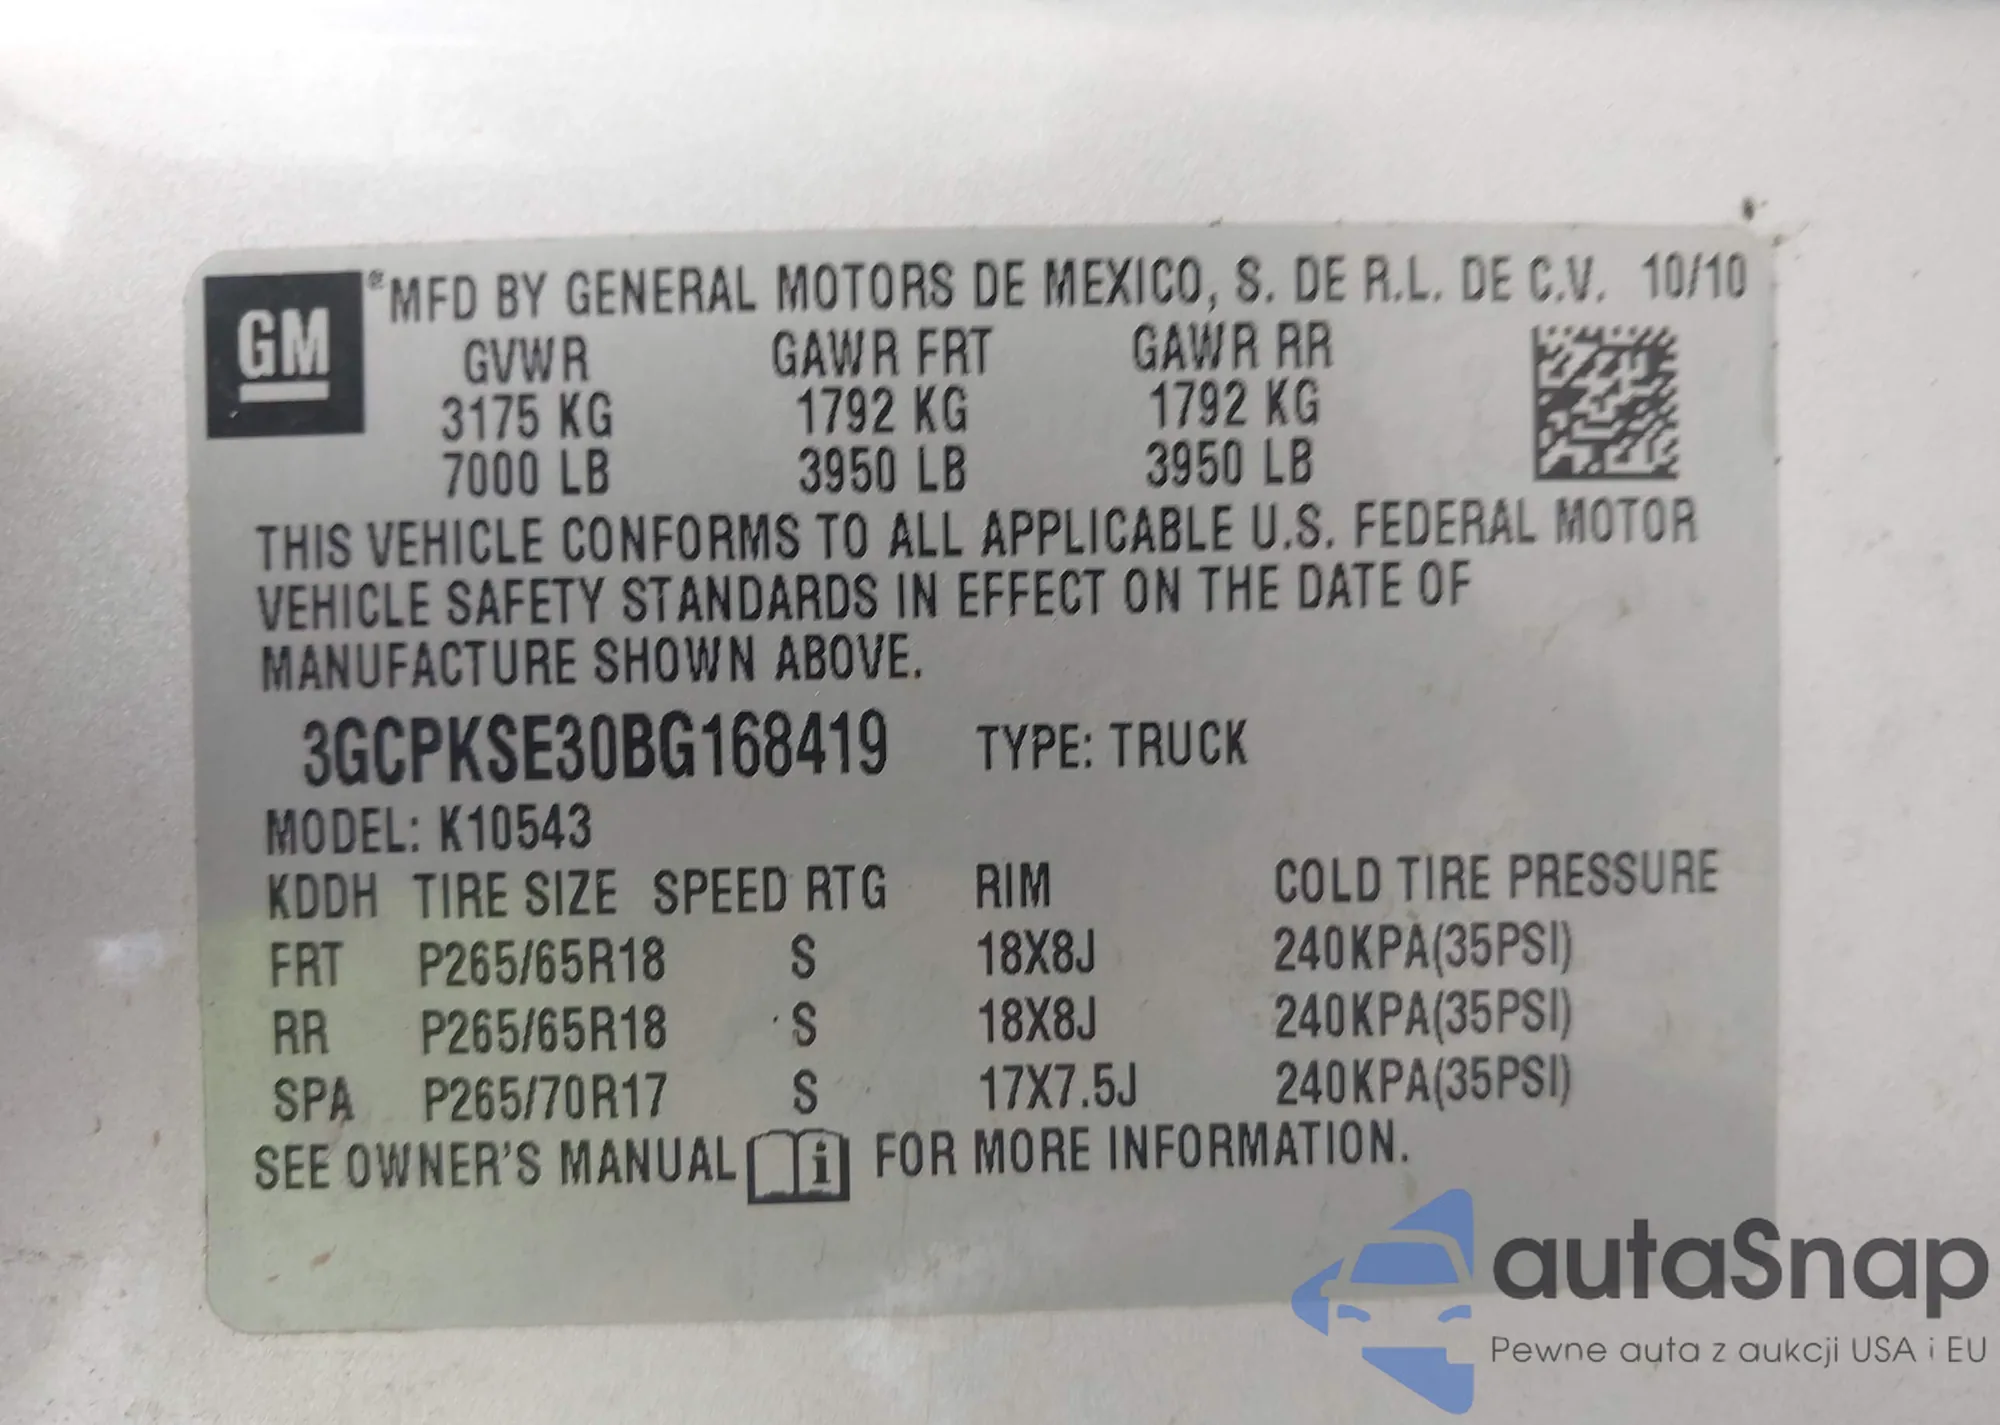 GM ®MFD BY GENERAL MOTORS DE MEXICO, S. DE R.L. DE C.V. 10/10
GVWR GAWR FRT GAWR RR
3175 KG 1792 KG 1792 KG
7000 LB 3950 LB 3950 LB
THIS VEHICLE CONFORMS TO ALL APPLICABLE U.S. FEDERAL MOTOR
VEHICLE SAFETY STANDARDS IN EFFECT ON THE DATE OF
MANUFACTURE SHOWN ABOVE.
3GCPKSE30BG168419 TYPE: TRUCK
MODEL: K10543
KDDH TIRE SIZE SPEED RTG RIM COLD TIRE PRESSURE
FRT P265/65R18 S 18X8J 240KPA(35PSI)
RR P265/65R18 S 18X8J 240KPA(35PSI)
SPA P265/70R17 S 17X7.5J 240KPA(35PSI)
SEE OWNER'S MANUAL i FOR MORE INFORMATION.
autaSnap
Pewne auta z aukcji USA i EU